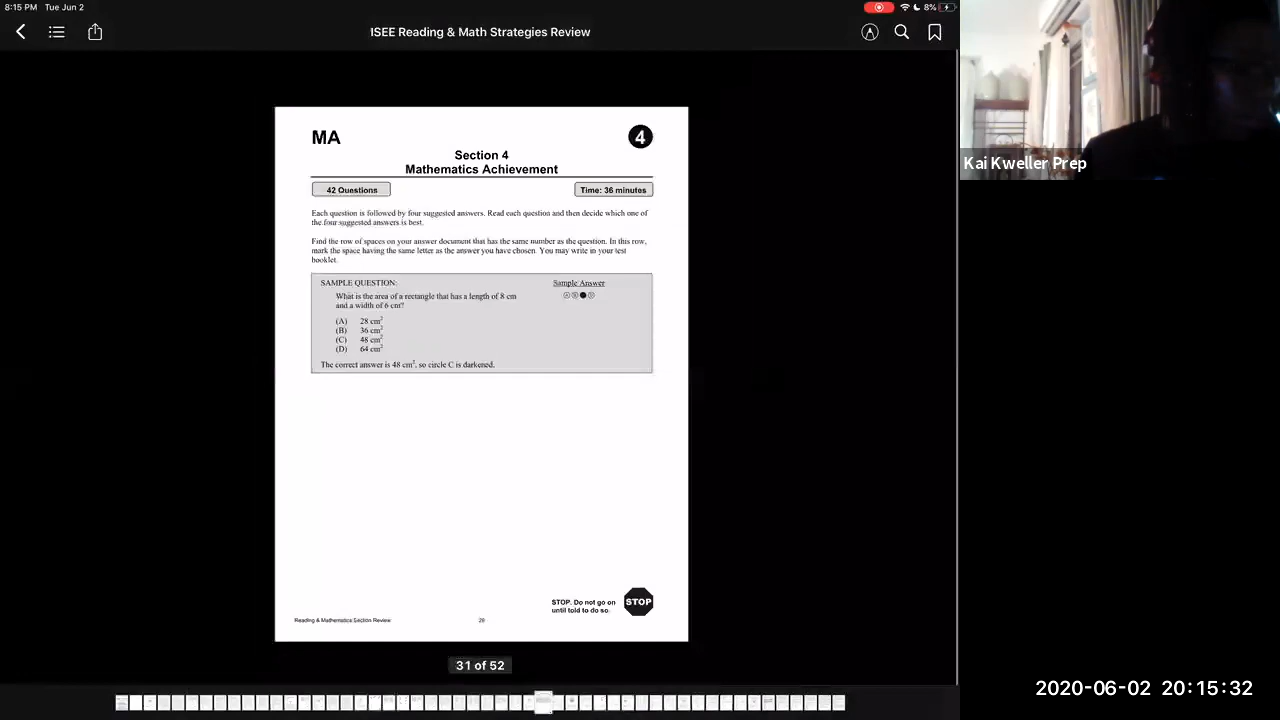 8:15 PM Tue Jun 2
8%
ISEE Reading & Math Strategies Review
MA
4
Section 4
Mathematics Achievement
42 Questions
Time: 36 minutes
Each question is followed by four suggested answers. Read each question and then decide which one of
the four suggested answers is best.
Find the row of spaces on your answer document that has the same number as the question. In this row,
mark the space having the same letter as the answer you have chosen. You may write in your test
booklet.
SAMPLE QUESTION:
Sample Answer
What is the area of a rectangle that has a length of 8 cm
and a width of 6 cm?
(A) 28 cm²
(B) 36 cm²
(C) 48 cm²
(D) 64 cm²
The correct answer is 48 cm², so circle C is darkened.
STOP. Do not go on
until told to do so.
STOP
Reading & Mathematics Section Review
26
31 of 52
Kai Kweller Prep
2020-06-02 20:15:32